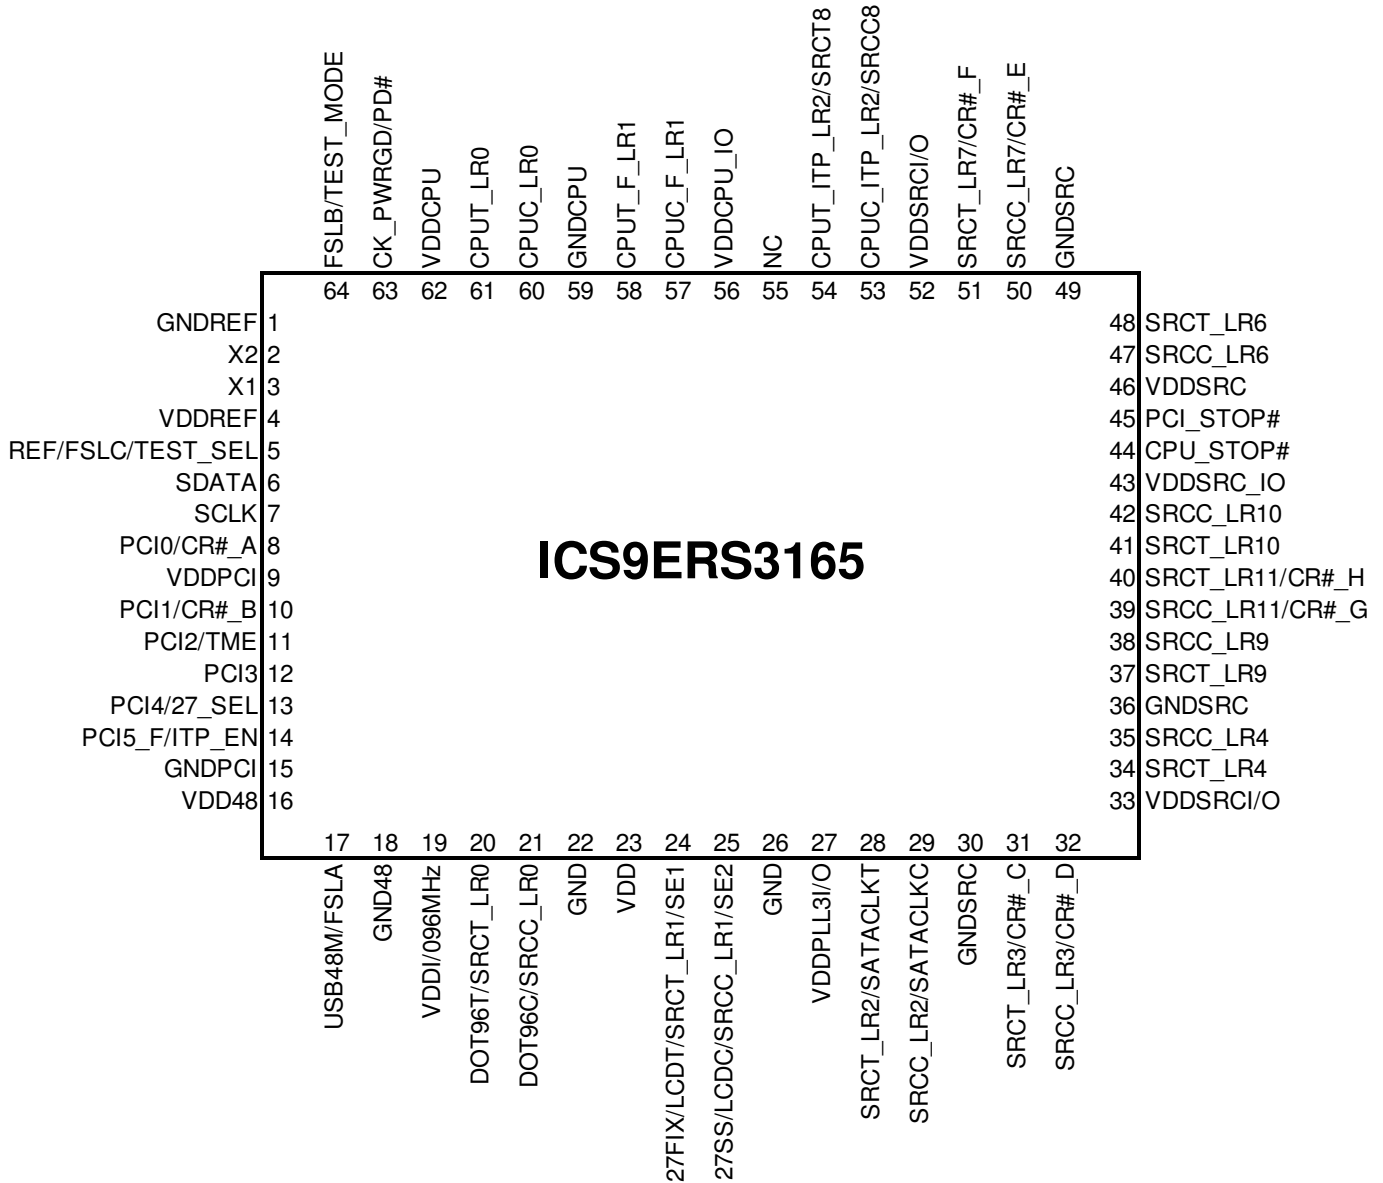 FSLB/TEST_MODE
CK_PWRGD/PD#
VDDCPU
CPUT_LR0
CPUC_LR0
GNDCPU
CPUT_F_LR1
CPUC_F_LR1
VDDCPU_IO
NC
CPUT_ITP_LR2/SRCT8
CPUC_ITP_LR2/SRCC8
VDDSRCI/O
SRCT_LR7/CR#_F
SRCC_LR7/CR#_E
GNDSRC
64 63 62 61 60 59 58 57 56 55 54 53 52 51 50 49
GNDREF 1
X2 2
X1 3
VDDREF 4
REF/FSLC/TEST_SEL 5
SDATA 6
SCLK 7
PCI0/CR#_A 8
VDDPCI 9
PCI1/CR#_B 10
PCI2/TME 11
PCI3 12
PCI4/27_SEL 13
PCI5_F/ITP_EN 14
GNDPCI 15
VDD48 16
ICS9ERS3165
48 SRCT_LR6
47 SRCC_LR6
46 VDDSRC
45 PCI_STOP#
44 CPU_STOP#
43 VDDSRC_IO
42 SRCC_LR10
41 SRCT_LR10
40 SRCT_LR11/CR#_H
39 SRCC_LR11/CR#_G
38 SRCC_LR9
37 SRCT_LR9
36 GNDSRC
35 SRCC_LR4
34 SRCT_LR4
33 VDDSRCI/O
17 18 19 20 21 22 23 24 25 26 27 28 29 30 31 32
USB48M/FSLA
GND48
VDDI/096MHz
DOT96T/SRCT_LR0
DOT96C/SRCC_LR0
GND
VDD
27FIX/LCDT/SRCT_LR1/SE1
27SS/LCDC/SRCC_LR1/SE2
GND
VDDPLL3I/O
SRCT_LR2/SATACLKT
SRCC_LR2/SATACLKC
GNDSRC
SRCT_LR3/CR#_C
SRCC_LR3/CR#_D